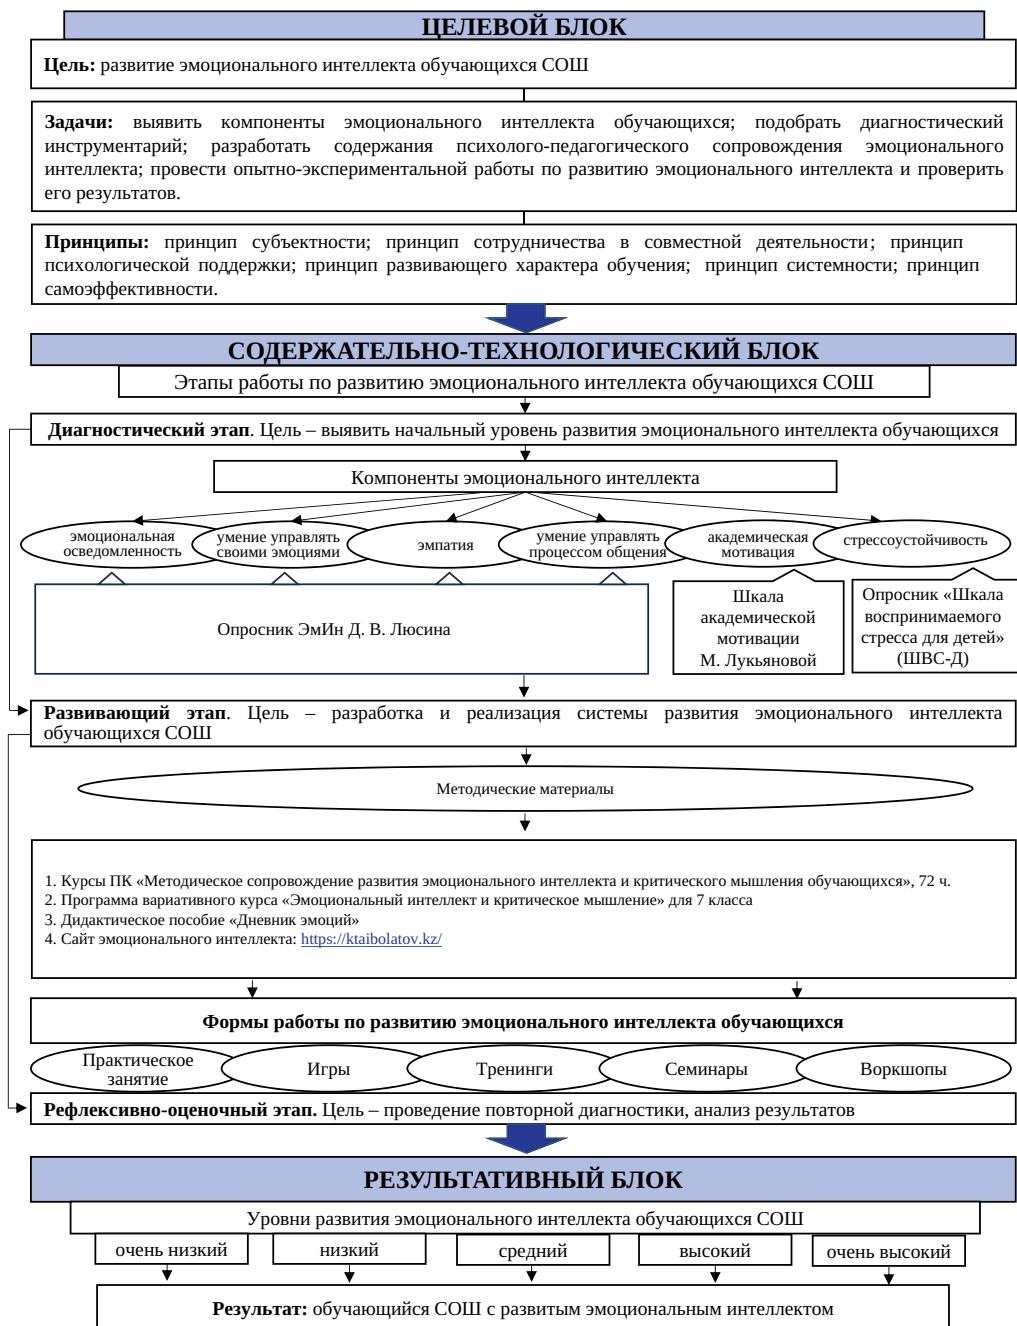 ЦЕЛЕВОЙ БЛОК
Цель: развитие эмоционального интеллекта обучающихся СОШ
Задачи: выявить компоненты эмоционального интеллекта обучающихся; подобрать диагностический
инструментарий; разработать содержания психолого-педагогического сопровождения эмоционального
интеллекта; провести опытно-экспериментальной работы по развитию эмоционального интеллекта и проверить
его результатов.
Принципы: принцип субъектности; принцип сотрудничества в совместной деятельности; принцип
психологической поддержки; принцип развивающего характера обучения; принцип системности; принцип
самоэффективности.
СОДЕРЖАТЕЛЬНО-ТЕХНОЛОГИЧЕСКИЙ БЛОК
Этапы работы по развитию эмоционального интеллекта обучающихся СОШ
Диагностический этап. Цель – выявить начальный уровень развития эмоционального интеллекта обучающихся
Компоненты эмоционального интеллекта
эмоциональная
осведомленность
умение управлять
своими эмоциями
эмпатия
умение управлять
процессом общения
академическая
мотивация
стрессоустойчивость
Опросник ЭмИн Д. В. Люсина
Шкала
академической
мотивации
М. Лукьяновой
Опросник «Шкала
воспринимаемого
стресса для детей»
(ШВС-Д)
Развивающий этап. Цель – разработка и реализация системы развития эмоционального интеллекта
обучающихся СОШ
Методические материалы
1. Курсы ПК «Методическое сопровождение развития эмоционального интеллекта и критического мышления обучающихся», 72 ч.
2. Программа вариативного курса «Эмоциональный интеллект и критическое мышление» для 7 класса
3. Дидактическое пособие «Дневник эмоций»
4. Сайт эмоционального интеллекта: https://ktaibolatov.kz/
Формы работы по развитию эмоционального интеллекта обучающихся
Практическое
занятие
Игры
Тренинги
Семинары
Воркшопы
Рефлексивно-оценочный этап. Цель – проведение повторной диагностики, анализ результатов
РЕЗУЛЬТАТИВНЫЙ БЛОК
Уровни развития эмоционального интеллекта обучающихся СОШ
очень низкий
низкий
средний
высокий
очень высокий
Результат: обучающийся СОШ с развитым эмоциональным интеллектом